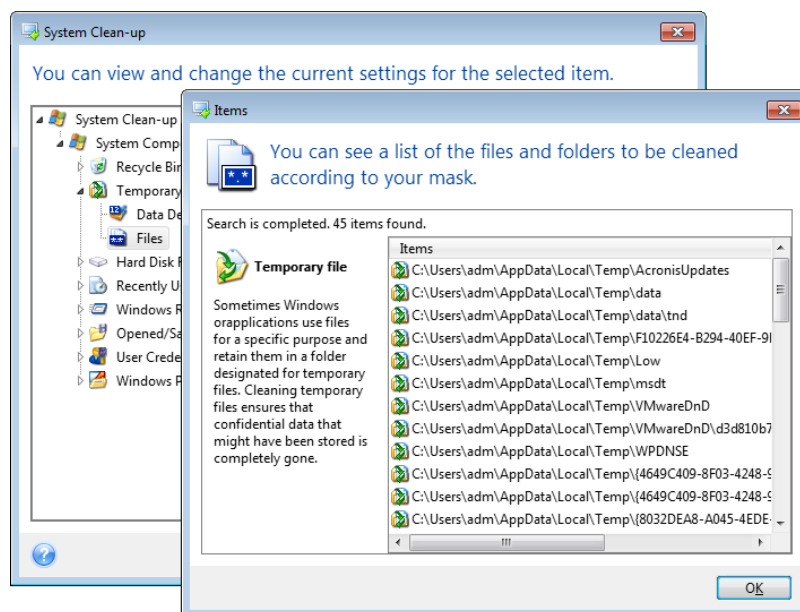 System Clean-up
You can view and change the current settings for the selected item.
System Clean-up
System Comp
Recycle Bin
Temporary
Data De
Files
Hard Disk F
Recently U
Windows R
Opened/Sa
User Crede
Windows P
Items
You can see a list of the files and folders to be cleaned
according to your mask.
Search is completed. 45 items found.
Temporary file
Sometimes Windows
orapplications use files
for a specific purpose and
retain them in a folder
designated for temporary
files. Cleaning temporary
files ensures that
confidential data that
might have been stored is
completely gone.
Items
C:\Users\adm\AppData\Local\Temp\AcronisUpdates
C:\Users\adm\AppData\Local\Temp\data
C:\Users\adm\AppData\Local\Temp\data\tnd
C:\Users\adm\AppData\Local\Temp\F10226E4-B294-40EF-9
C:\Users\adm\AppData\Local\Temp\Low
C:\Users\adm\AppData\Local\Temp\msdt
C:\Users\adm\AppData\Local\Temp\VMwareDnD
C:\Users\adm\AppData\Local\Temp\VMwareDnD\d3d810b7
C:\Users\adm\AppData\Local\Temp\WPDNSE
C:\Users\adm\AppData\Local\Temp\{4649C409-8F03-4248-9
C:\Users\adm\AppData\Local\Temp\{4649C409-8F03-4248-9
C:\Users\adm\AppData\Local\Temp\{8032DEA8-A045-4EDE-
OK